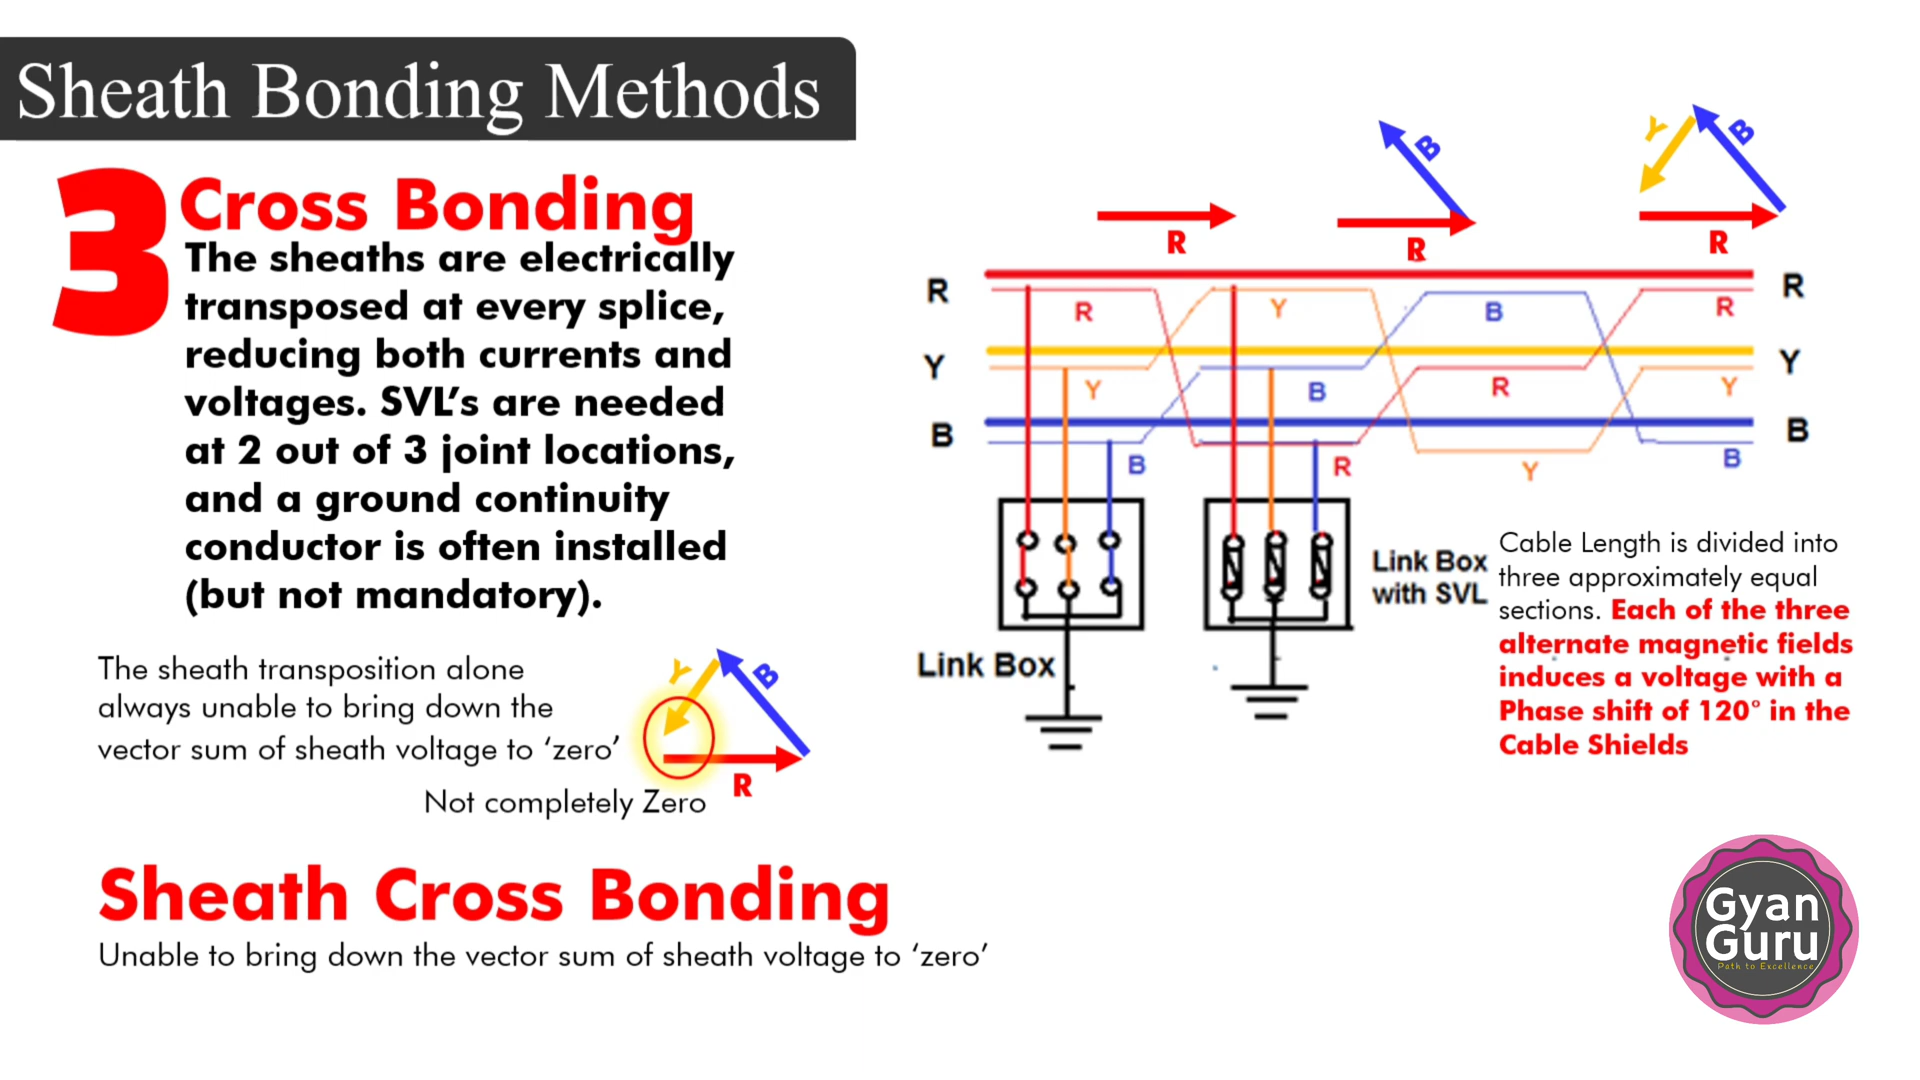 Sheath Bonding Methods
3
Cross Bonding
The sheaths are electrically
transposed at every splice,
reducing both currents and
voltages. SVL’s are needed
at 2 out of 3 joint locations,
and a ground continuity
conductor is often installed
(but not mandatory).
The sheath transposition alone
always unable to bring down the
vector sum of sheath voltage to ‘zero’
Y
B
R
Not completely Zero
Sheath Cross Bonding
Unable to bring down the vector sum of sheath voltage to ‘zero’
R
B
R
Y
B
R
R
R
Y
B
R
R
Y
Y
B
R
Y
Y
B
B
R
Y
B
B
Link Box
Link Box
with SVL
Cable Length is divided into
three approximately equal
sections. Each of the three
alternate magnetic fields
induces a voltage with a
Phase shift of 120° in the
Cable Shields
Gyan
Guru
Path to Excellence